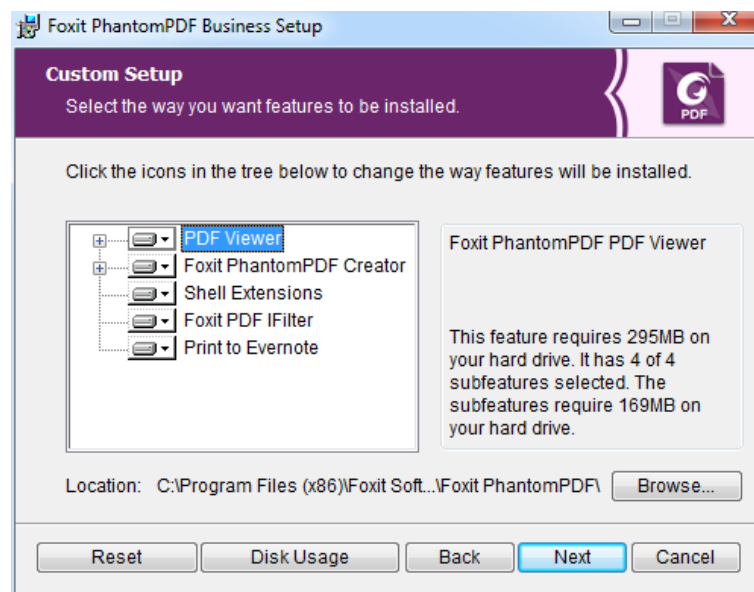 Foxit PhantomPDF Business Setup
Custom Setup
Select the way you want features to be installed.
PDF
Click the icons in the tree below to change the way features will be installed.
PDF Viewer
Foxit PhantomPDF Creator
Shell Extensions
Foxit PDF IFilter
Print to Evernote
Foxit PhantomPDF PDF Viewer
This feature requires 295MB on
your hard drive. It has 4 of 4
subfeatures selected. The
subfeatures require 169MB on
your hard drive.
Location: C:\Program Files (x86)\Foxit Soft...\Foxit PhantomPDF\ Browse...
Reset Disk Usage Back Next Cancel